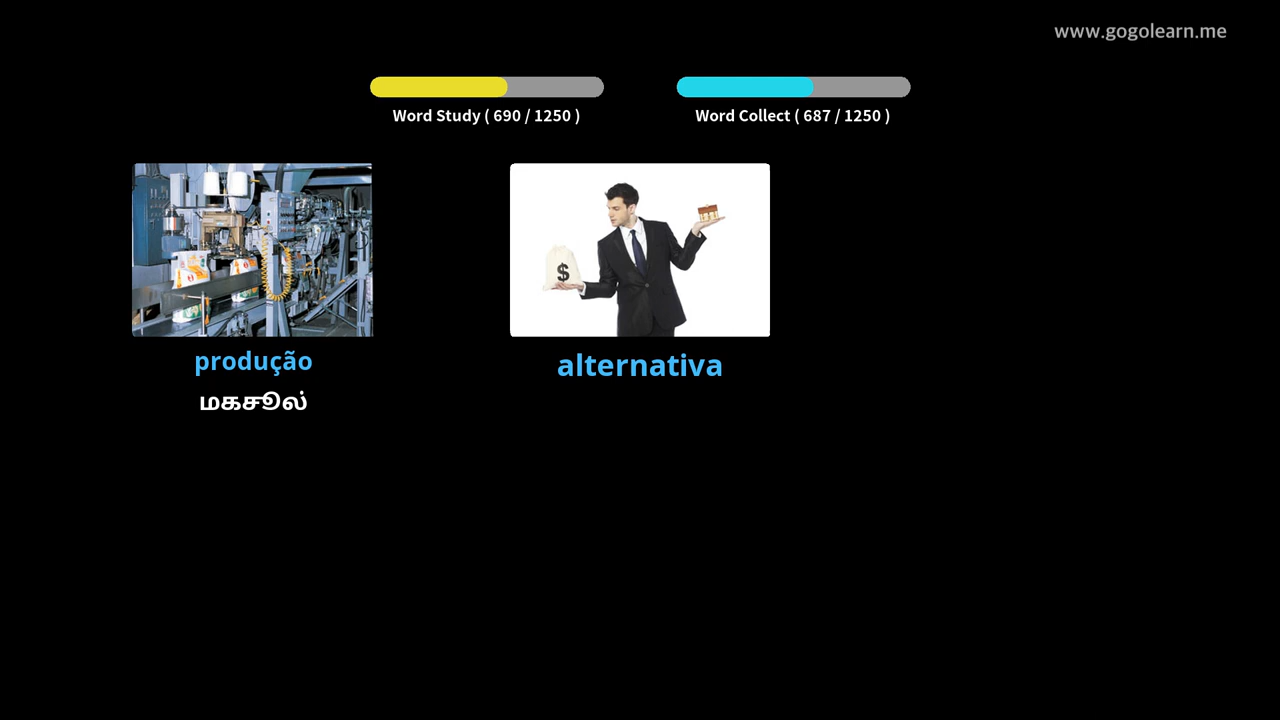 www.gogolearn.me
Word Study ( 690 / 1250 )
Word Collect ( 687 / 1250 )
produção
மகசூல்
alternativa
$